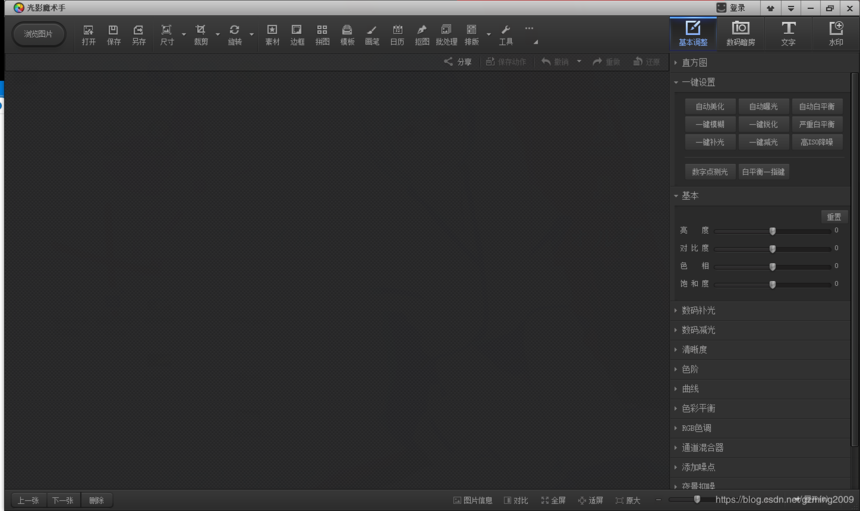 光影魔术手
登录
浏览图片
打开 保存 另存 尺寸 裁剪 旋转 素材 边框 拼图 模板 画笔 日历 抠图 批处理 排版 工具
基本调整 数码暗房 文字 水印
分享 保存动作 撤销 重做 还原
直方图
一键设置
自动美化 自动曝光 自动白平衡
一键模糊 一键锐化 严重白平衡
一键补光 一键减光 高ISO降噪
数字点测光 白平衡一指键
基本
重置
亮度 0
对比度 0
色相 0
饱和度 0
数码补光
数码减光
清晰度
色阶
曲线
色彩平衡
RGB色调
通道混合器
添加噪点
上一张 下一张 删除
图片信息 对比 全屏 适屏 原大
https://blog.csdn.net/gzming2009